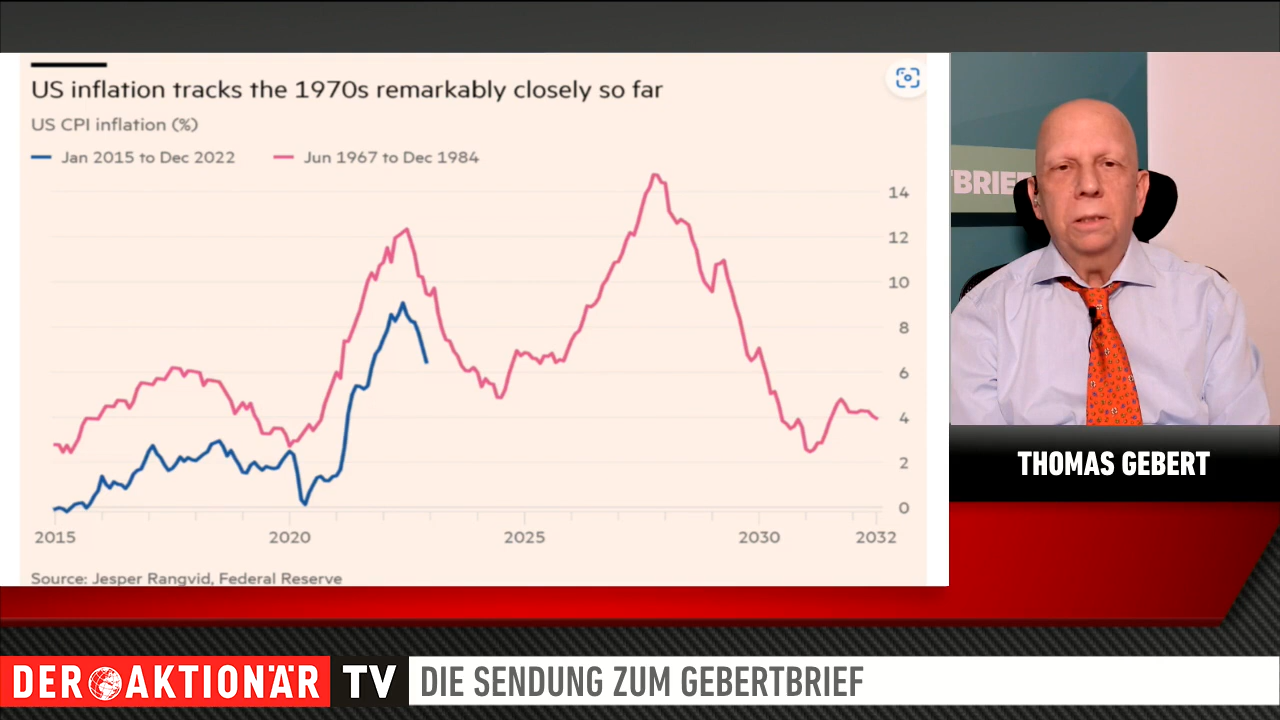 US inflation tracks the 1970s remarkably closely so far
US CPI inflation (%)
Jan 2015 to Dec 2022 Jun 1967 to Dec 1984
14
12
10
8
6
4
2
0
2015 2020 2025 2030 2032
Source: Jesper Rangvid, Federal Reserve
TBRIEF
THOMAS GEBERT
DER AKTIONÄR TV
DIE SENDUNG ZUM GEBERTBRIEF